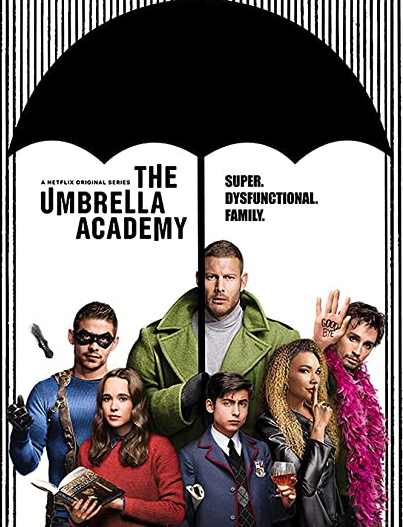 A NETFLIX ORIGINAL SERIES THE
UMBRELLA
ACADEMY
SUPER.
DYSFUNCTIONAL.
FAMILY.
GOOD
BYE